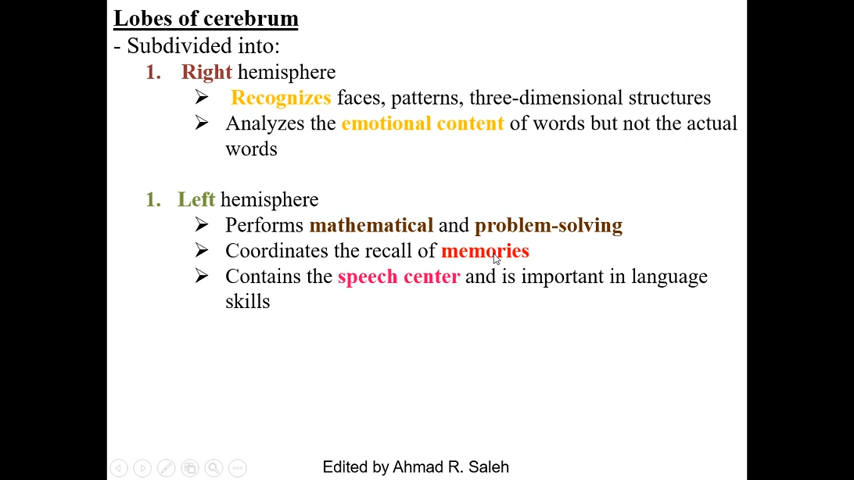 Lobes of cerebrum
- Subdivided into:
1. Right hemisphere
➢ Recognizes faces, patterns, three-dimensional structures
➢ Analyzes the emotional content of words but not the actual
words
1. Left hemisphere
➢ Performs mathematical and problem-solving
➢ Coordinates the recall of memories
➢ Contains the speech center and is important in language
skills
Edited by Ahmad R. Saleh